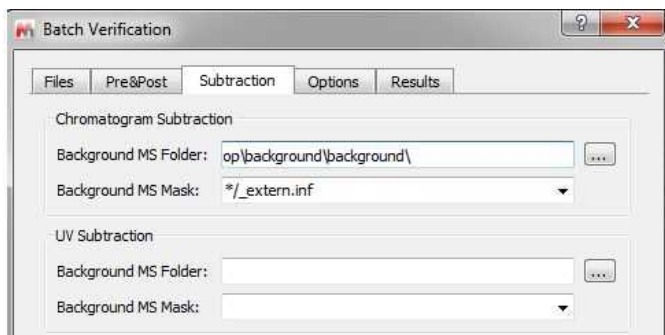 Batch Verification
Files Pre&Post Subtraction Options Results
Chromatogram Subtraction
Background MS Folder: op\background\background\ ...
Background MS Mask: */_extern.inf
UV Subtraction
Background MS Folder: ...
Background MS Mask: